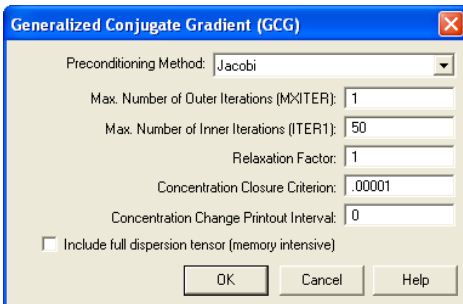 Generalized Conjugate Gradient (GCG)
Preconditioning Method: Jacobi
Max. Number of Outer Iterations (MXITER): 1
Max. Number of Inner Iterations (ITER1): 50
Relaxation Factor: 1
Concentration Closure Criterion: .00001
Concentration Change Printout Interval: 0
Include full dispersion tensor (memory intensive)
OK Cancel Help